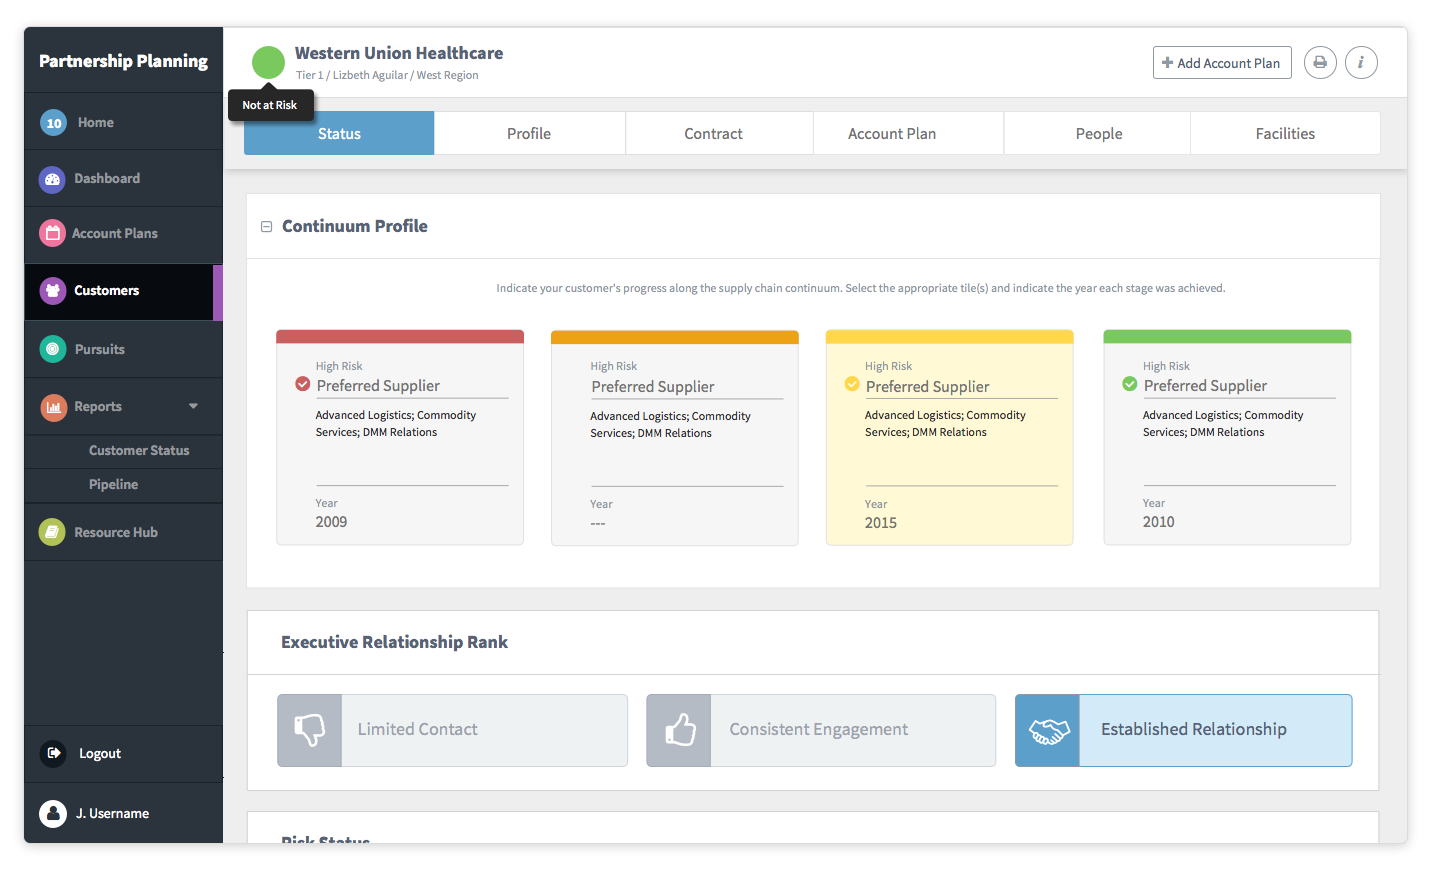 Partnership Planning
10 Home
Dashboard
Account Plans
Customers
Pursuits
Reports
Customer Status
Pipeline
Resource Hub
Logout
J. Username
Western Union Healthcare
Tier 1 / Lizbeth Aguilar / West Region
Not at Risk
+ Add Account Plan
i
Status Profile Contract Account Plan People Facilities
Continuum Profile
Indicate your customer's progress along the supply chain continuum. Select the appropriate tile(s) and indicate the year each stage was achieved.
High Risk
Preferred Supplier
Advanced Logistics; Commodity
Services; DMM Relations
Year
2009
High Risk
Preferred Supplier
Advanced Logistics; Commodity
Services; DMM Relations
Year
---
High Risk
Preferred Supplier
Advanced Logistics; Commodity
Services; DMM Relations
Year
2015
High Risk
Preferred Supplier
Advanced Logistics; Commodity
Services; DMM Relations
Year
2010
Executive Relationship Rank
Limited Contact
Consistent Engagement
Established Relationship
Risk Status